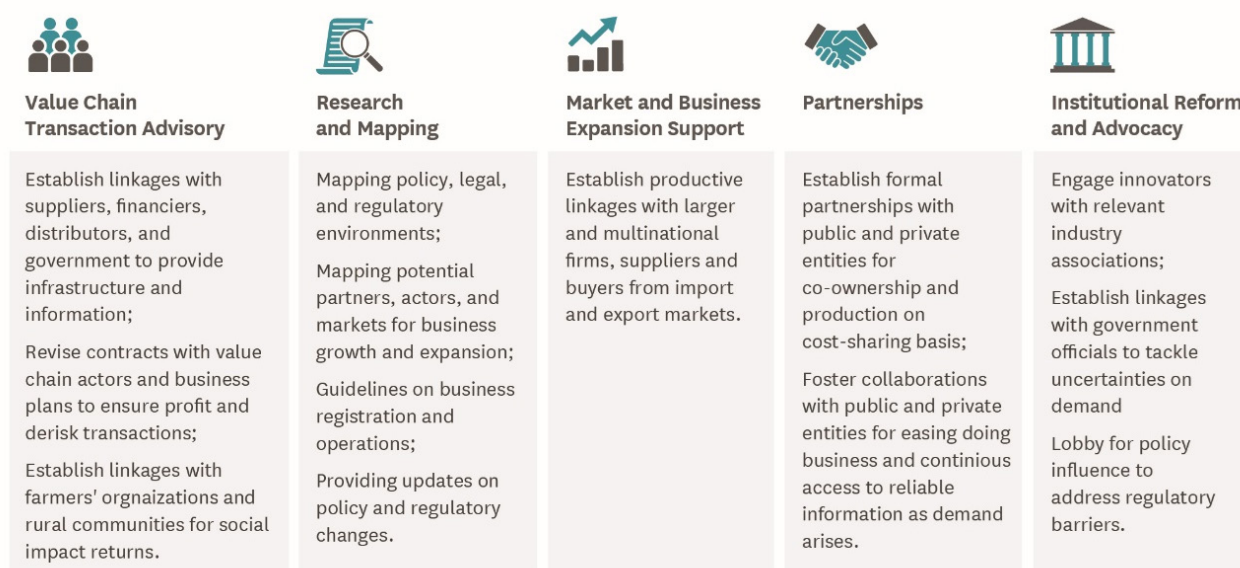 Value Chain
Transaction Advisory
Establish linkages with
suppliers, financiers,
distributors, and
government to provide
infrastructure and
information;
Revise contracts with value
chain actors and business
plans to ensure profit and
derisk transactions;
Establish linkages with
farmers' orgnaizations and
rural communities for social
impact returns.
Research
and Mapping
Mapping policy, legal,
and regulatory
environments;
Mapping potential
partners, actors, and
markets for business
growth and expansion;
Guidelines on business
registration and
operations;
Providing updates on
policy and regulatory
changes.
Market and Business
Expansion Support
Establish productive
linkages with larger
and multinational
firms, suppliers and
buyers from import
and export markets.
Partnerships
Establish formal
partnerships with
public and private
entities for
co-ownership and
production on
cost-sharing basis;
Foster collaborations
with public and private
entities for easing doing
business and continious
access to reliable
information as demand
arises.
Institutional Reform
and Advocacy
Engage innovators
with relevant
industry
associations;
Establish linkages
with government
officials to tackle
uncertainties on
demand
Lobby for policy
influence to
address regulatory
barriers.